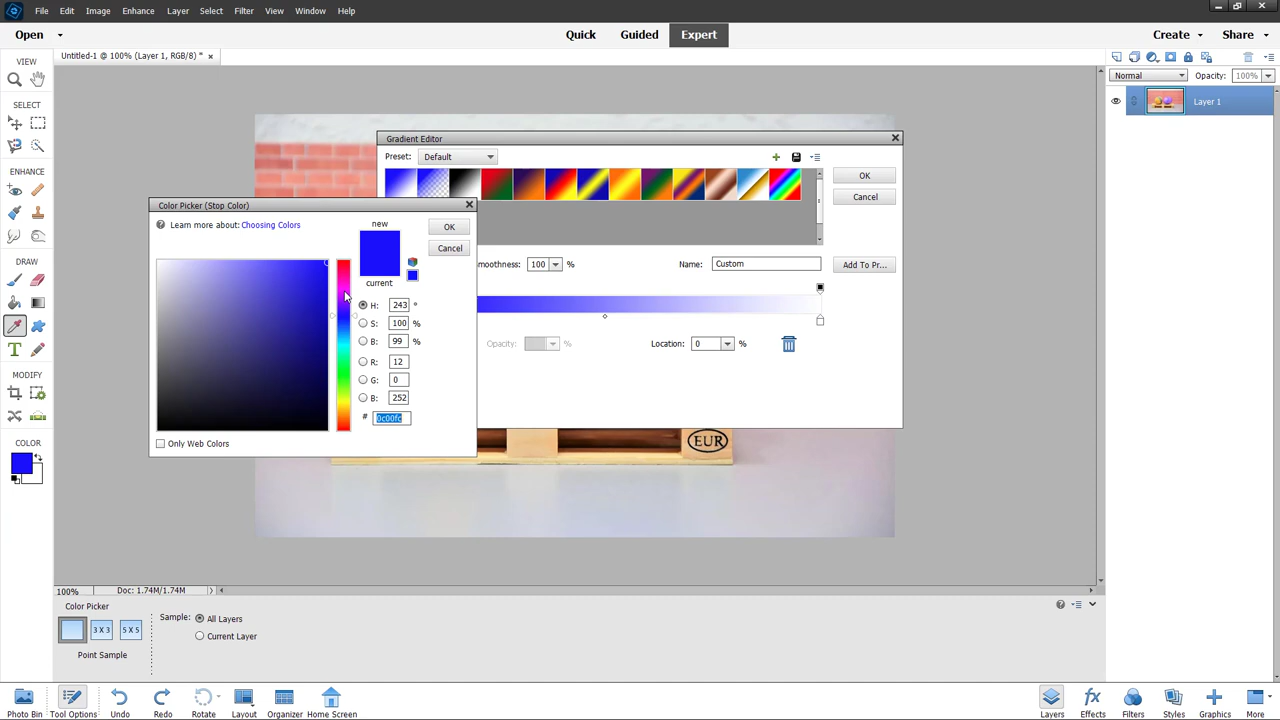 File Edit Image Enhance Layer Select Filter View Window Help
Open Quick Guided Expert Create Share
Untitled-1 @ 100% (Layer 1, RGB/8) * ×
VIEW
SELECT
ENHANCE
DRAW
MODIFY
COLOR
Normal Opacity: 100%
Layer 1
Gradient Editor
Preset: Default
OK
Cancel
moothness: 100 % Name: Custom Add To Pr...
Opacity: % Location: 0 %
Color Picker (Stop Color)
Learn more about: Choosing Colors
new
OK
Cancel
current
H: 243 °
S: 100 %
B: 99 %
R: 12
G: 0
B: 252
# 0c00fc
Only Web Colors
EUR
100% Doc: 1.74M/1.74M
Color Picker
Sample: All Layers
Current Layer
3 X 3 5 X 5
Point Sample
Photo Bin Tool Options Undo Redo Rotate Layout Organizer Home Screen Layers Effects Filters Styles Graphics More